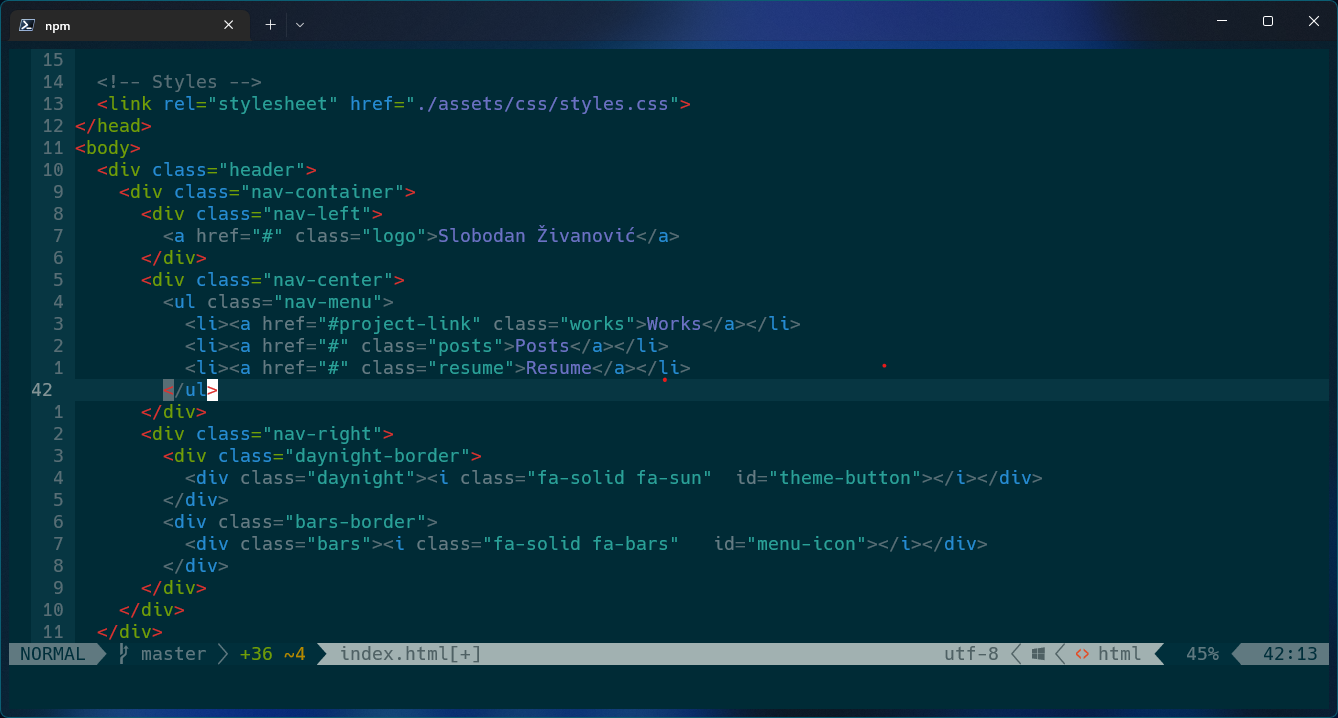 npm
15
14   <!-- Styles -->
13   <link rel="stylesheet" href="./assets/css/styles.css">
12 </head>
11 <body>
10   <div class="header">
9     <div class="nav-container">
8       <div class="nav-left">
7         <a href="#" class="logo">Slobodan Živanović</a>
6       </div>
5       <div class="nav-center">
4         <ul class="nav-menu">
3           <li><a href="#project-link" class="works">Works</a></li>
2           <li><a href="#" class="posts">Posts</a></li>
1           <li><a href="#" class="resume">Resume</a></li>
42         </ul>
1       </div>
2       <div class="nav-right">
3         <div class="daynight-border">
4           <div class="daynight"><i class="fa-solid fa-sun"  id="theme-button"></i></div>
5         </div>
6         <div class="bars-border">
7           <div class="bars"><i class="fa-solid fa-bars"   id="menu-icon"></i></div>
8         </div>
9       </div>
10     </div>
11   </div>
NORMAL master +36 ~4 index.html[+] utf-8 <> html 45% 42:13